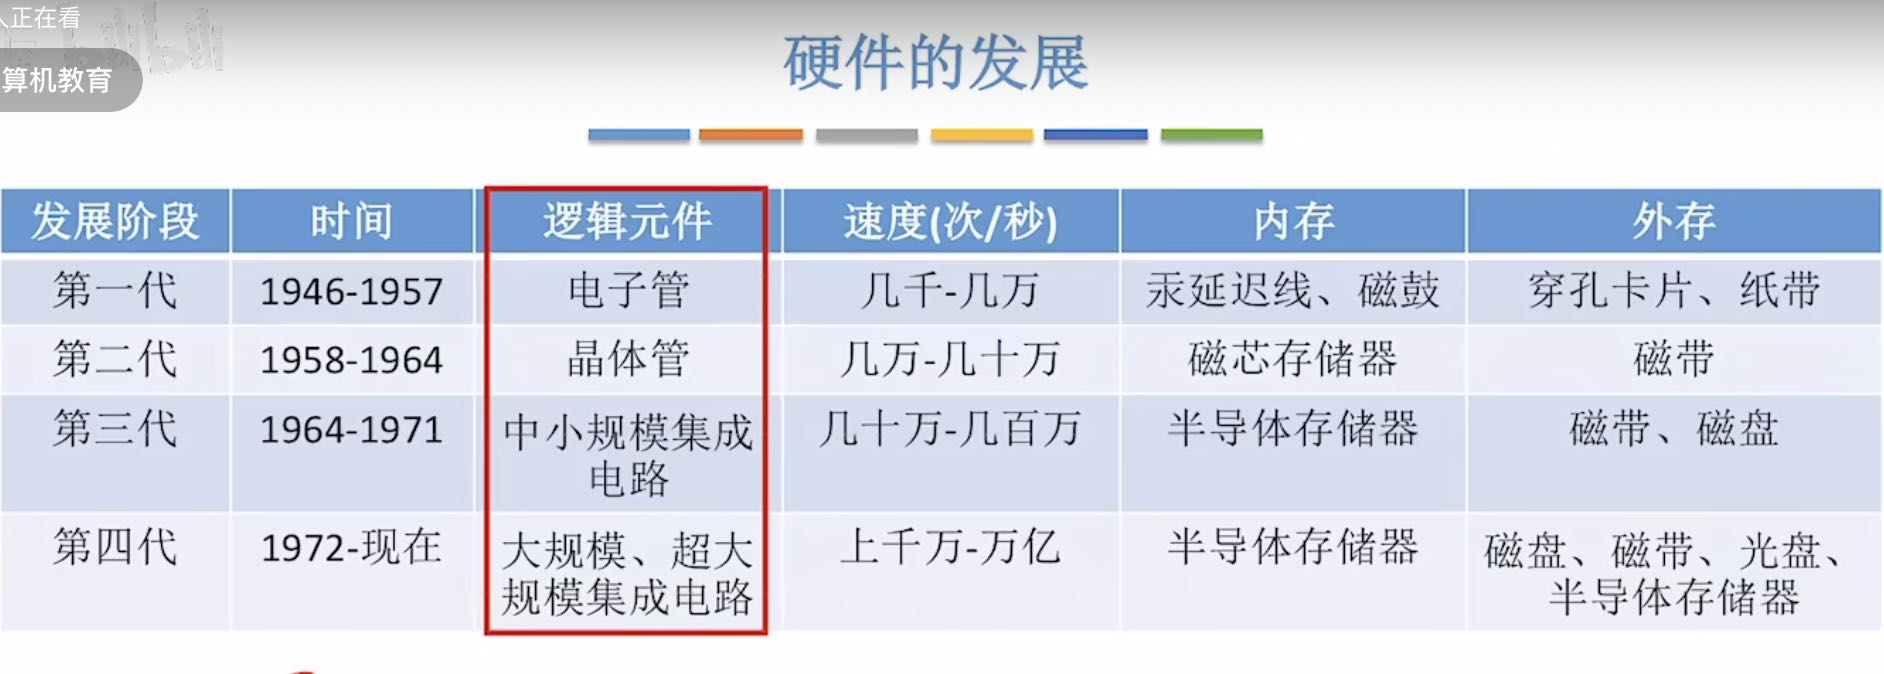 人正在看
bilibili
算机教育
硬件的发展
发展阶段 时间 逻辑元件 速度(次/秒) 内存 外存
第一代 1946-1957 电子管 几千-几万 汞延迟线、磁鼓 穿孔卡片、纸带
第二代 1958-1964 晶体管 几万-几十万 磁芯存储器 磁带
第三代 1964-1971 中小规模集成 几十万-几百万 半导体存储器 磁带、磁盘
电路
第四代 1972-现在 大规模、超大 上千万-万亿 半导体存储器 磁盘、磁带、光盘、
规模集成电路 半导体存储器